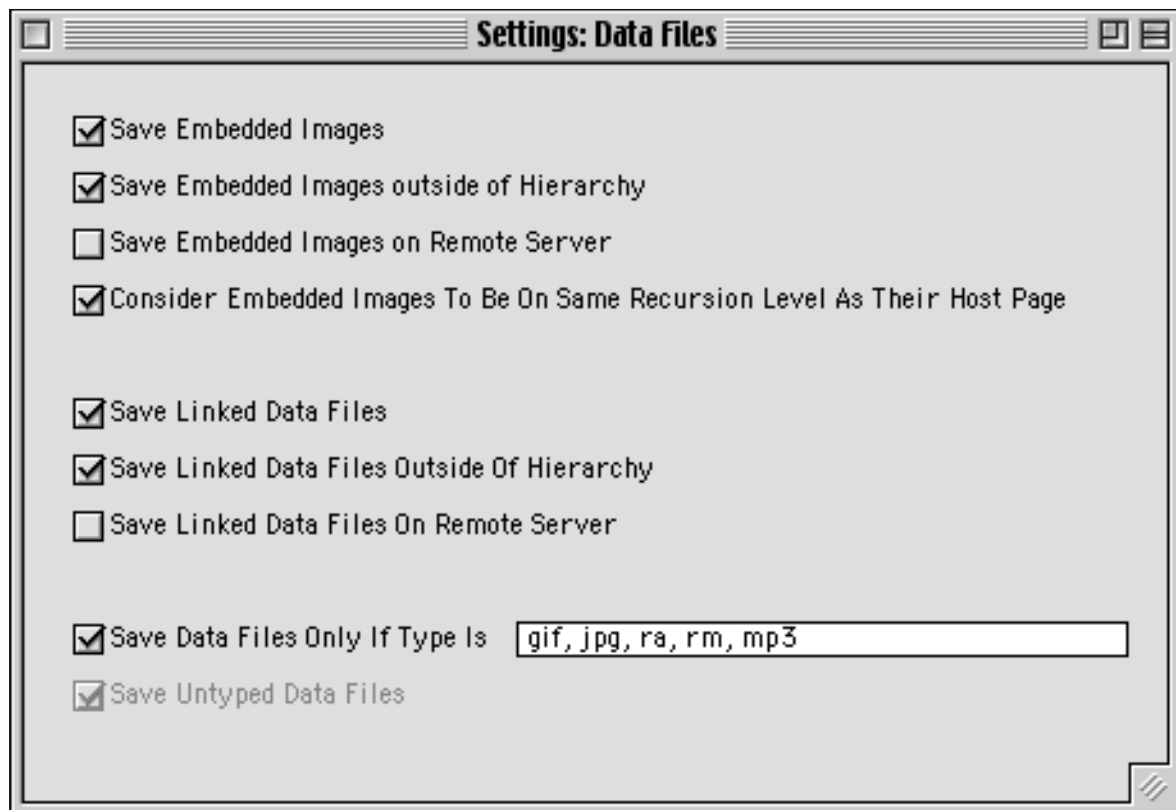 Settings: Data Files
Save Embedded Images
Save Embedded Images outside of Hierarchy
Save Embedded Images on Remote Server
Consider Embedded Images To Be On Same Recursion Level As Their Host Page
Save Linked Data Files
Save Linked Data Files Outside Of Hierarchy
Save Linked Data Files On Remote Server
Save Data Files Only If Type Is gif, jpg, ra, rm, mp3
Save Untyped Data Files